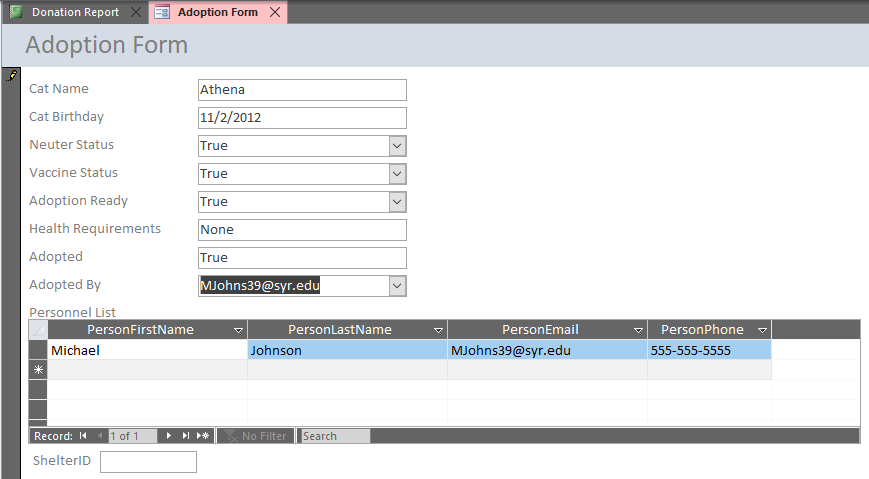 Donation Report Adoption Form
Adoption Form
Cat Name Athena
Cat Birthday 11/2/2012
Neuter Status True
Vaccine Status True
Adoption Ready True
Health Requirements None
Adopted True
Adopted By MJohns39@syr.edu
Personnel List
PersonFirstName PersonLastName PersonEmail PersonPhone
Michael Johnson MJohns39@syr.edu 555-555-5555
Record: 1 of 1 No Filter Search
ShelterID